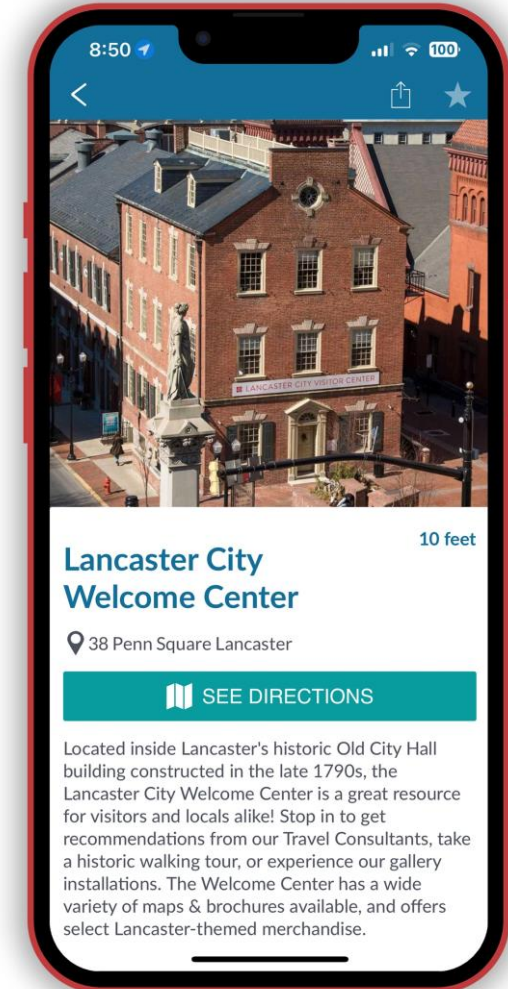 8:50
100
LANCASTER CITY VISITOR CENTER
10 feet
Lancaster City
Welcome Center
38 Penn Square Lancaster
SEE DIRECTIONS
Located inside Lancaster's historic Old City Hall
building constructed in the late 1790s, the
Lancaster City Welcome Center is a great resource
for visitors and locals alike! Stop in to get
recommendations from our Travel Consultants, take
a historic walking tour, or experience our gallery
installations. The Welcome Center has a wide
variety of maps & brochures available, and offers
select Lancaster-themed merchandise.